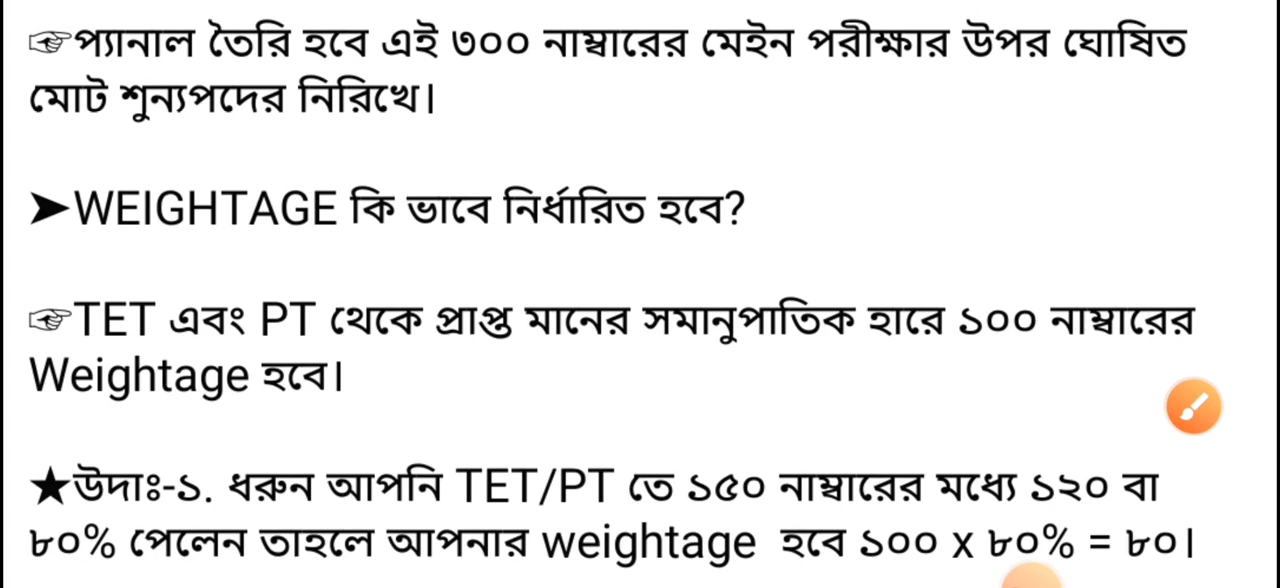 ☞প্যানাল তৈরি হবে এই ৩০০ নাম্বারের মেইন পরীক্ষার উপর ঘোষিত
মোট শুন্যপদের নিরিখে।
➤WEIGHTAGE কি ভাবে নির্ধারিত হবে?
☞TET এবং PT থেকে প্রাপ্ত মানের সমানুপাতিক হারে ১০০ নাম্বারের
Weightage হবে।
★উদাঃ-১. ধরুন আপনি TET/PT তে ১৫০ নাম্বারের মধ্যে ১২০ বা
৮০% পেলেন তাহলে আপনার weightage হবে ১০০ x ৮০% = ৮০।